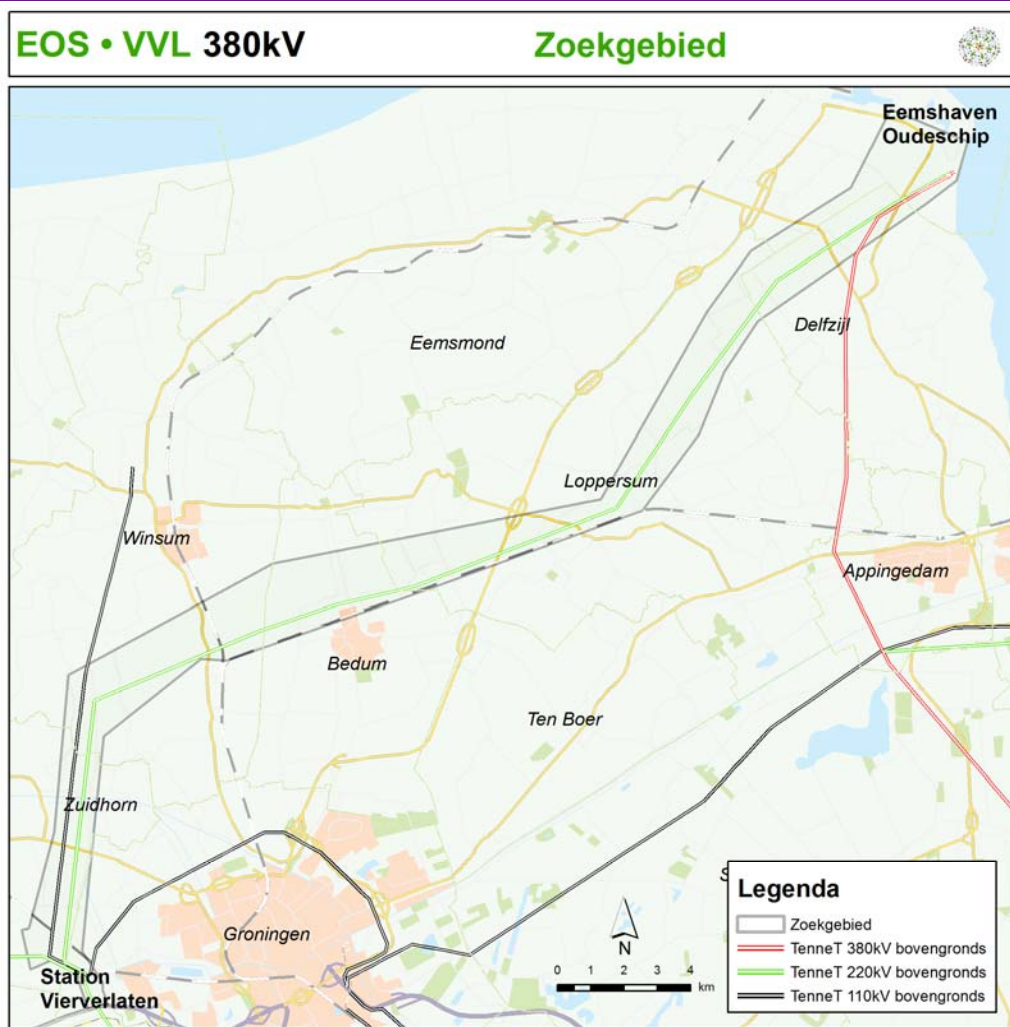 EOS • VVL 380kV
Zoekgebied
Eemshaven
Oudeschip
Delfzijl
Eemsmond
Loppersum
Winsum
Appingedam
Bedum
Ten Boer
Zuidhorn
Groningen
Station
Vierverlaten
N
0 1 2 3 4
km
Legenda
Zoekgebied
TenneT 380kV bovengronds
TenneT 220kV bovengronds
TenneT 110kV bovengronds